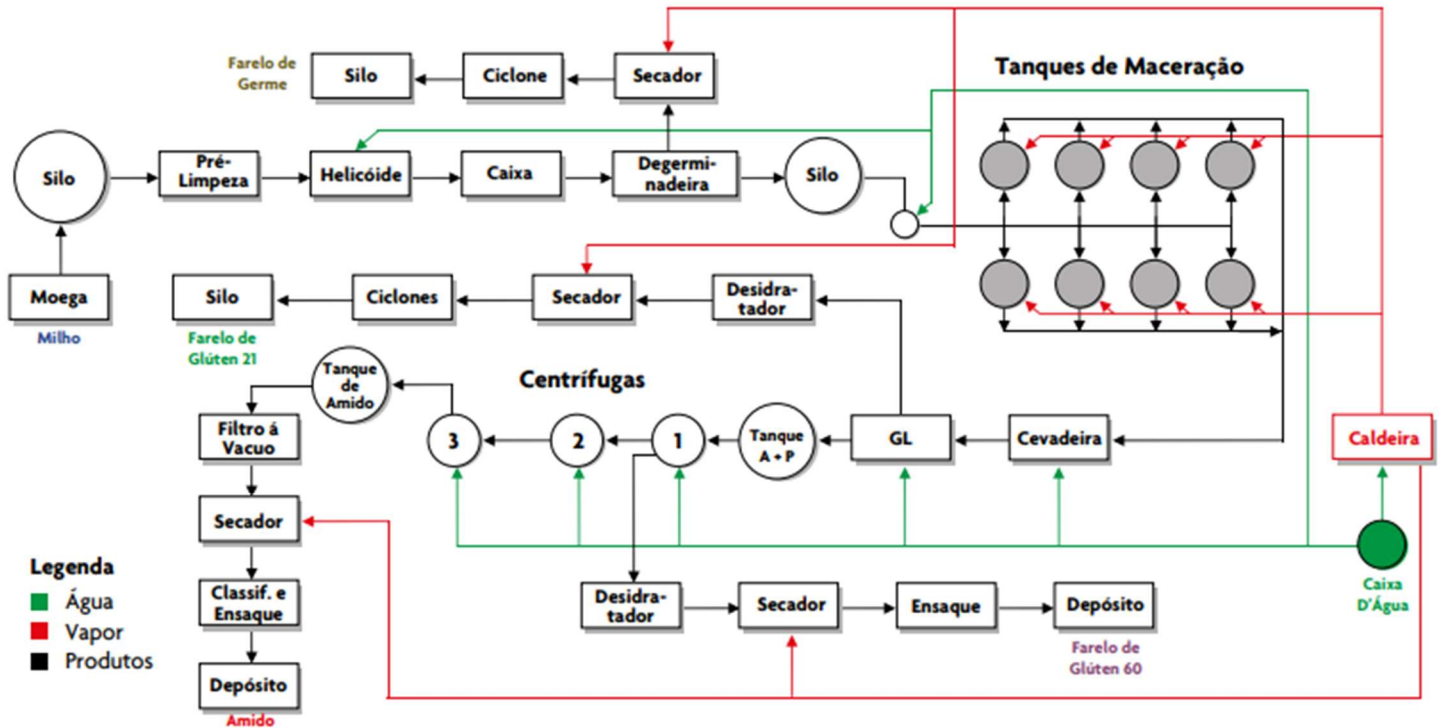 Farelo de
Germe
Silo
Ciclone
Secador
Tanques de Maceração
Silo
Pré-
Limpeza
Helicóide
Caixa
Degermi-
nadeira
Silo
Moega
Milho
Silo
Farelo de
Glúten 21
Ciclones
Secador
Desidra-
tador
Tanque
de
Amido
Centrífugas
Filtro á
Vacuo
3
2
1
Tanque
A + P
GL
Cevadeira
Caldeira
Secador
Legenda
Água
Vapor
Produtos
Classif. e
Ensaque
Depósito
Amido
Desidra-
tador
Secador
Ensaque
Depósito
Farelo de
Glúten 60
Caixa
D'Água